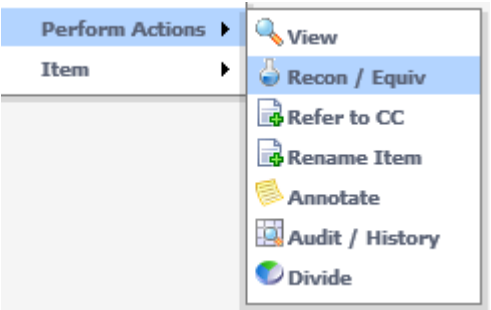 Perform Actions
Item
View
Recon / Equiv
Refer to CC
Rename Item
Annotate
Audit / History
Divide